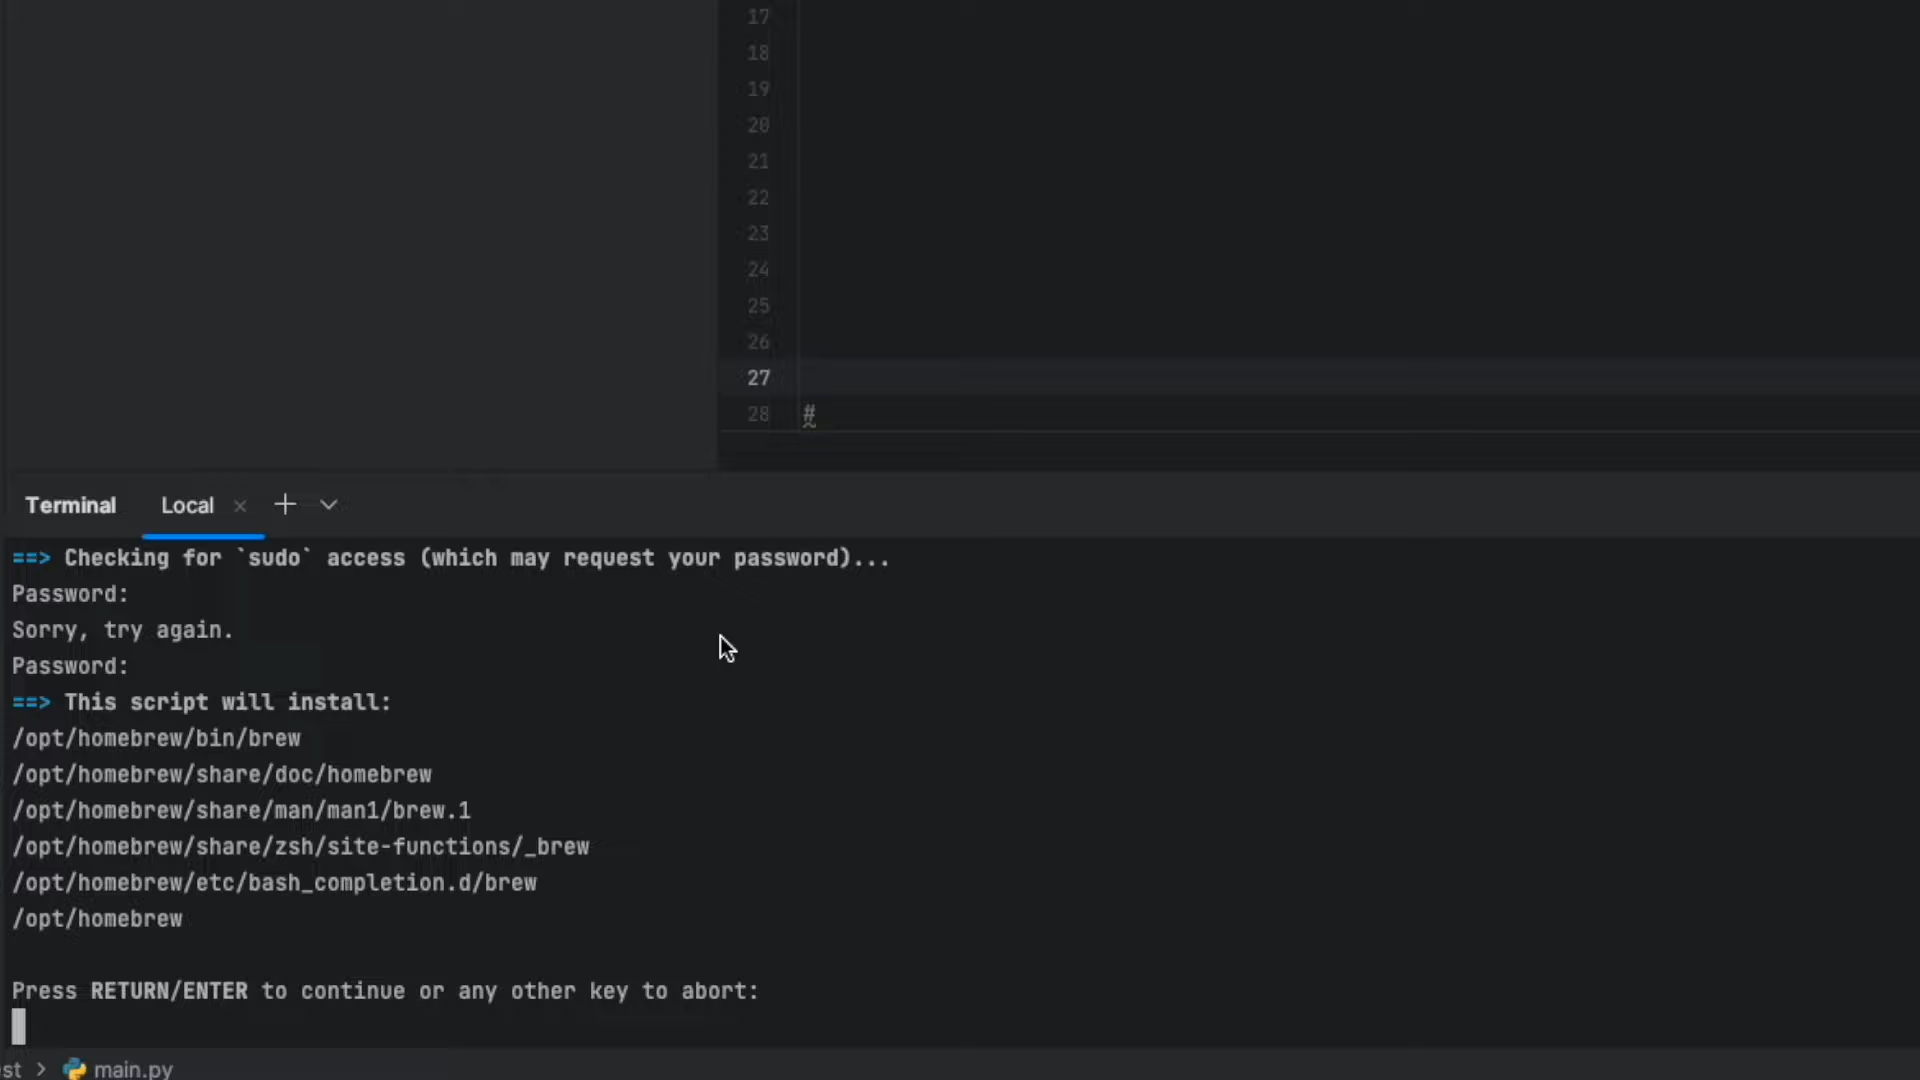 17
18
19
20
21
22
23
24
25
26
27
28 #
Terminal Local × +
==> Checking for `sudo` access (which may request your password)...
Password:
Sorry, try again.
Password:
==> This script will install:
/opt/homebrew/bin/brew
/opt/homebrew/share/doc/homebrew
/opt/homebrew/share/man/man1/brew.1
/opt/homebrew/share/zsh/site-functions/_brew
/opt/homebrew/etc/bash_completion.d/brew
/opt/homebrew
Press RETURN/ENTER to continue or any other key to abort:
st > main.py